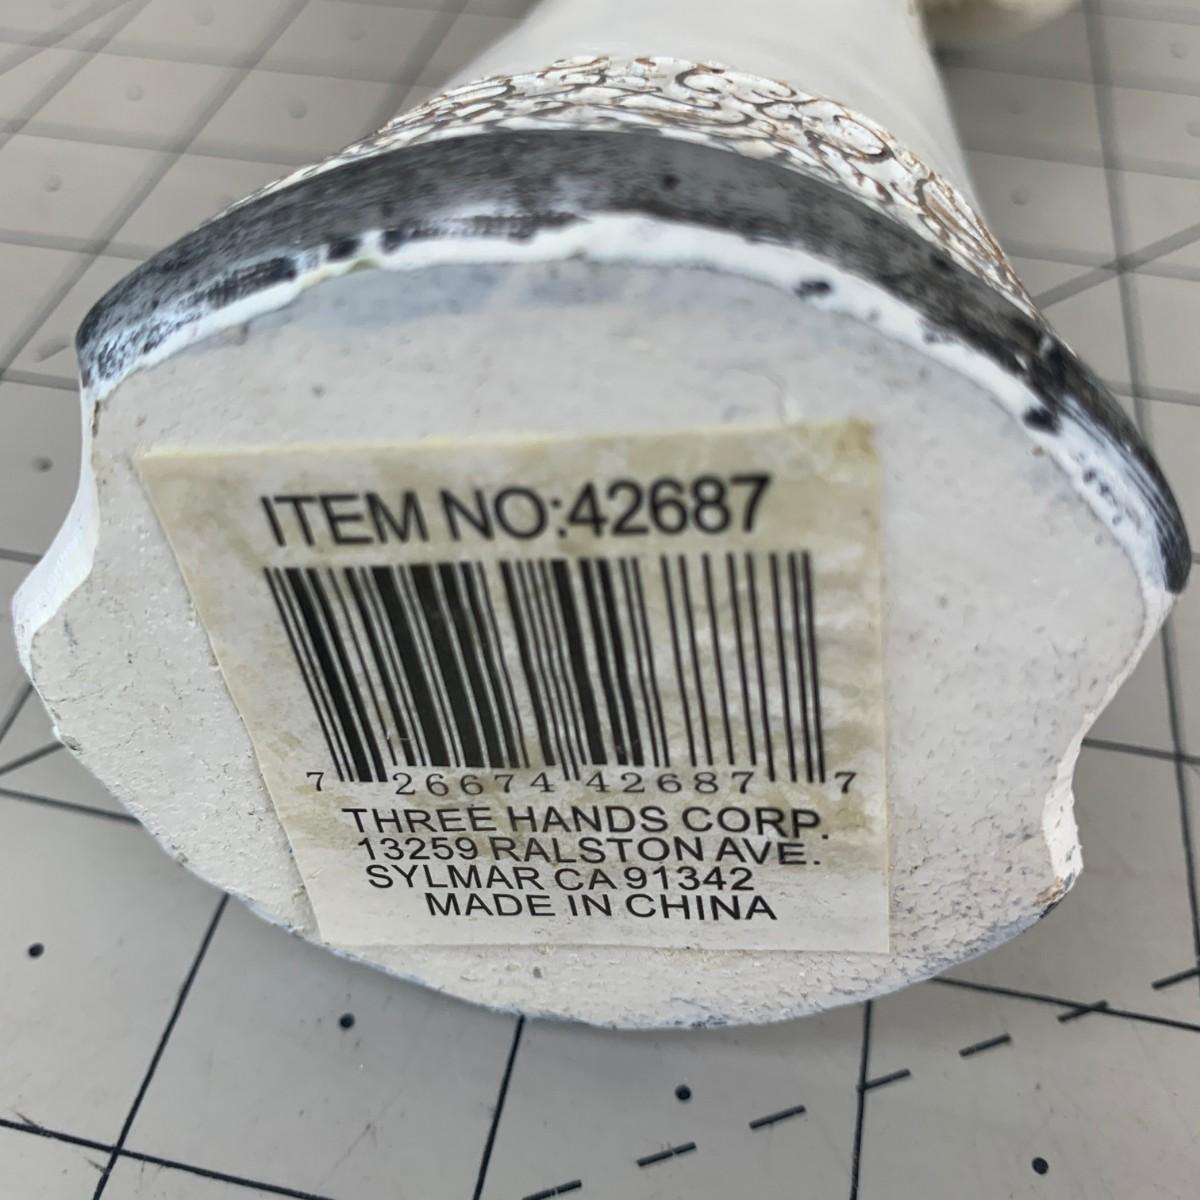 ITEM NO:42687
7 26674 42687 7
THREE HANDS CORP.
13259 RALSTON AVE.
SYLMAR CA 91342
MADE IN CHINA